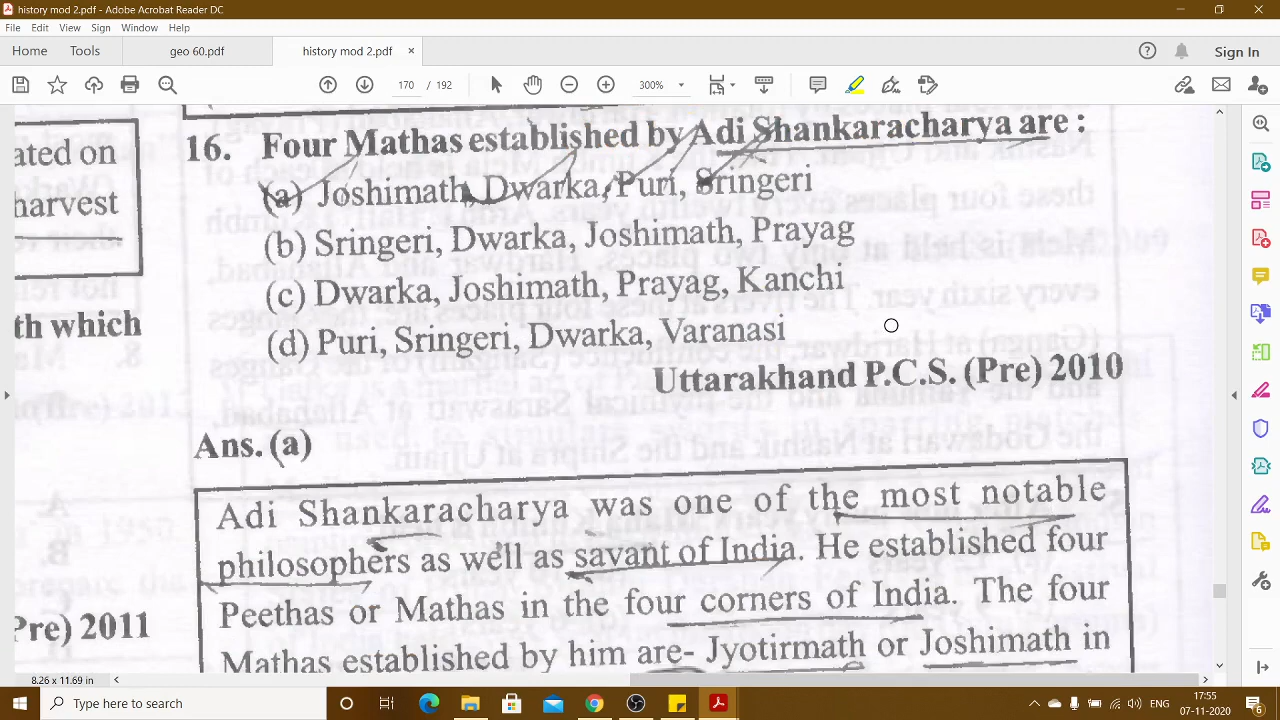 history mod 2.pdf - Adobe Acrobat Reader DC
File Edit View Sign Window Help
Home Tools geo 60.pdf history mod 2.pdf × Sign In
170 / 192 300%
ated on
harvest
th which
Pre) 2011
16. Four Mathas established by Adi Shankaracharya are :
(a) Joshimath, Dwarka, Puri, Sringeri
(b) Sringeri, Dwarka, Joshimath, Prayag
(c) Dwarka, Joshimath, Prayag, Kanchi
(d) Puri, Sringeri, Dwarka, Varanasi
Uttarakhand P.C.S. (Pre) 2010
Ans. (a)
Adi Shankaracharya was one of the most notable
philosophers as well as savant of India. He established four
Peethas or Mathas in the four corners of India. The four
Mathas established by him are- Jyotirmath or Joshimath in
8.26 x 11.69 in
Type here to search
ENG
17:55
07-11-2020
6